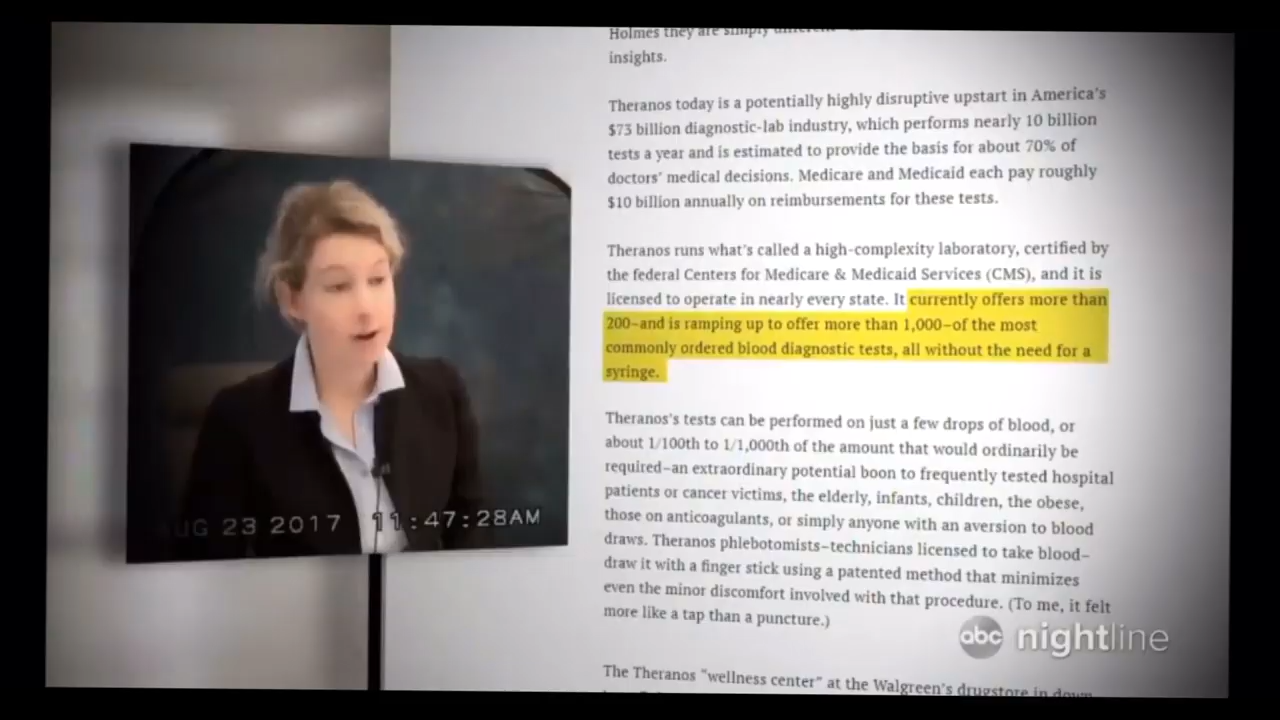 Holmes they are simply different
insights.
Theranos today is a potentially highly disruptive upstart in America's
$73 billion diagnostic-lab industry, which performs nearly 10 billion
tests a year and is estimated to provide the basis for about 70% of
doctors' medical decisions. Medicare and Medicaid each pay roughly
$10 billion annually on reimbursements for these tests.
Theranos runs what's called a high-complexity laboratory, certified by
the federal Centers for Medicare & Medicaid Services (CMS), and it is
licensed to operate in nearly every state. It currently offers more than
200–and is ramping up to offer more than 1,000–of the most
commonly ordered blood diagnostic tests, all without the need for a
syringe.
Theranos's tests can be performed on just a few drops of blood, or
about 1/100th to 1/1,000th of the amount that would ordinarily be
required–an extraordinary potential boon to frequently tested hospital
patients or cancer victims, the elderly, infants, children, the obese,
those on anticoagulants, or simply anyone with an aversion to blood
draws. Theranos phlebotomists–technicians licensed to take blood–
draw it with a finger stick using a patented method that minimizes
even the minor discomfort involved with that procedure. (To me, it felt
more like a tap than a puncture.)
The Theranos "wellness center" at the Walgreen's drugstore in down
AUG 23 2017 11:47:28AM
abc nightline